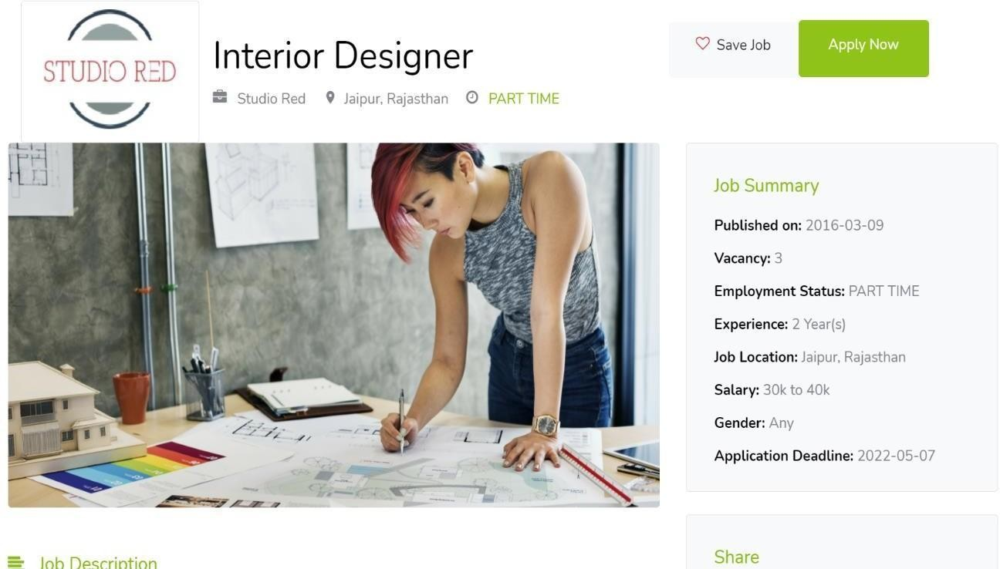 STUDIO RED
Interior Designer
Studio Red Jaipur, Rajasthan PART TIME
Save Job
Apply Now
Job Summary
Published on: 2016-03-09
Vacancy: 3
Employment Status: PART TIME
Experience: 2 Year(s)
Job Location: Jaipur, Rajasthan
Salary: 30k to 40k
Gender: Any
Application Deadline: 2022-05-07
Job Description
Share